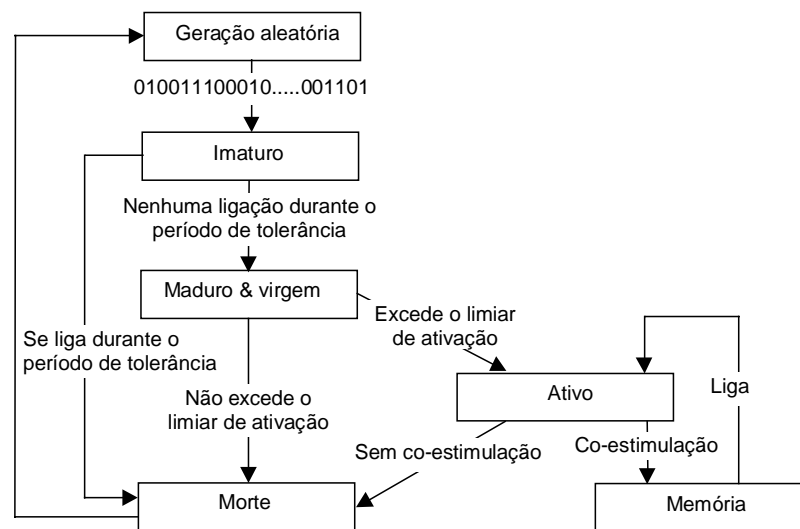 Geração aleatória
010011100010.....001101
Imaturo
Nenhuma ligação durante o
período de tolerância
Maduro & virgem
Excede o limiar
de ativação
Se liga durante o
período de tolerância
Ativo
Liga
Não excede o
limiar de ativação
Sem co-estimulação
Co-estimulação
Morte
Memória